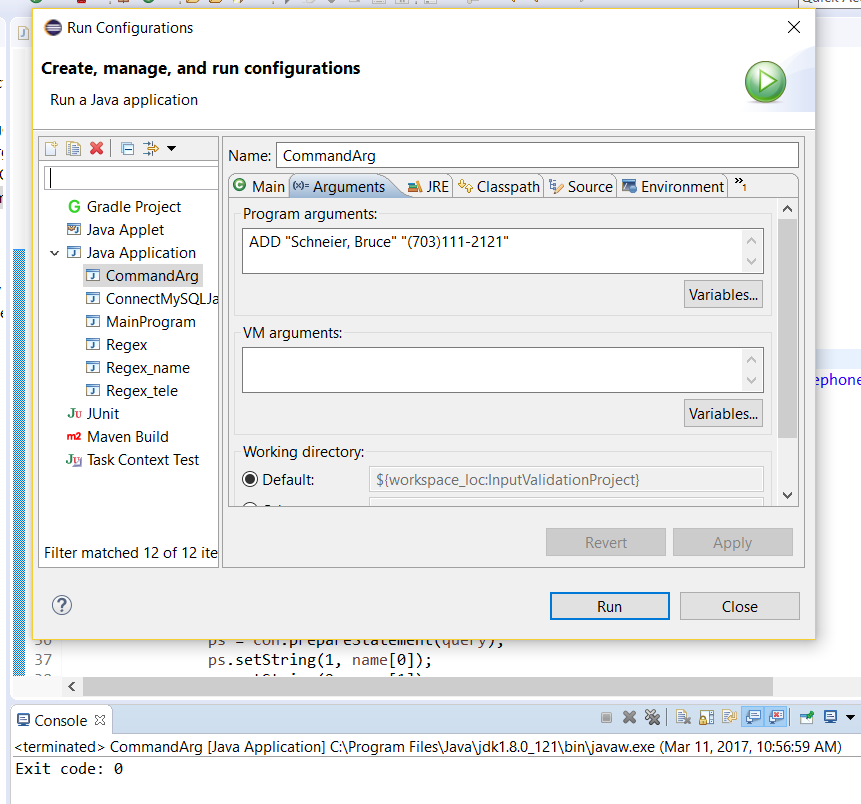 Run Configurations
Create, manage, and run configurations
Run a Java application
Name: CommandArg
Main (x)= Arguments JRE Classpath Source Environment »1
Gradle Project
Java Applet
Java Application
CommandArg
ConnectMySQLJa
MainProgram
Regex
Regex_name
Regex_tele
JUnit
m2 Maven Build
Task Context Test
Filter matched 12 of 12 ite
Program arguments:
ADD "Schneier, Bruce" "(703)111-2121"
Variables...
VM arguments:
Variables...
Working directory:
Default: ${workspace_loc:InputValidationProject}
Revert Apply
Run Close
ephone
36 ps = con.prepareStatement(query);
37 ps.setString(1, name[0]);
Console
<terminated> CommandArg [Java Application] C:\Program Files\Java\jdk1.8.0_121\bin\javaw.exe (Mar 11, 2017, 10:56:59 AM)
Exit code: 0